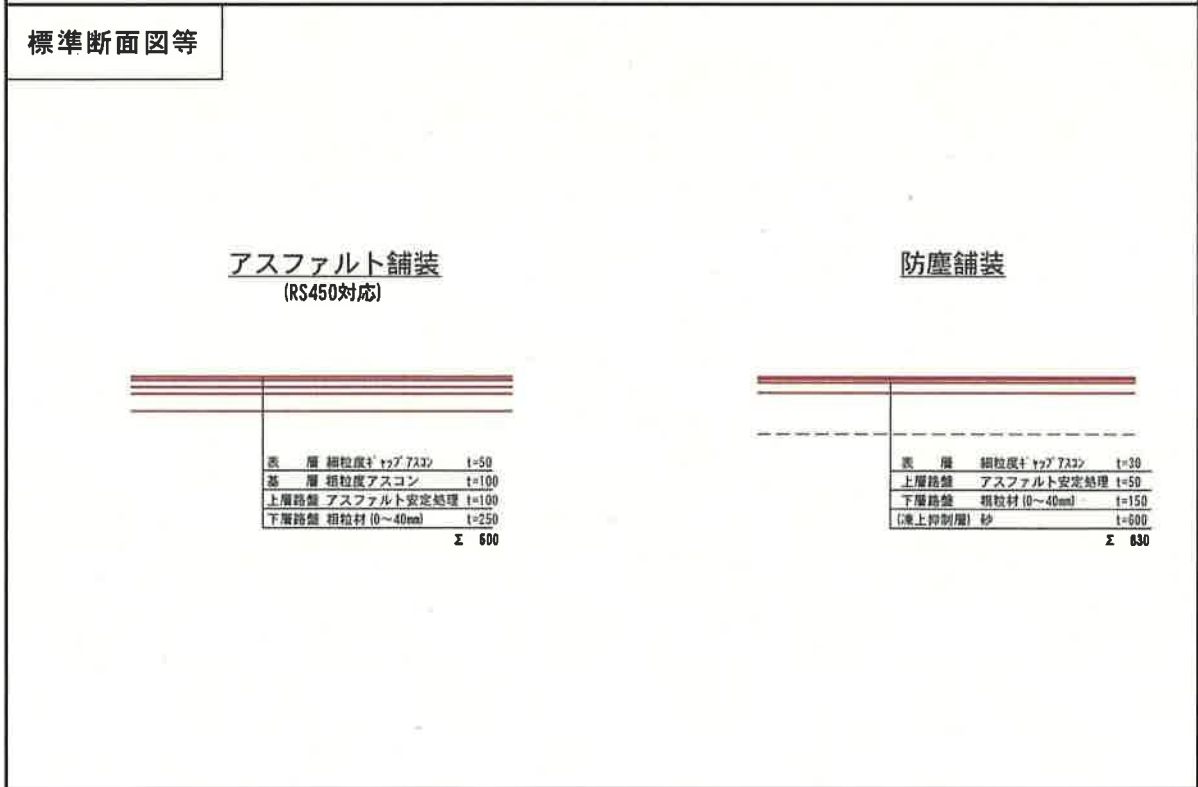 標準断面図等
アスファルト舗装
(RS450対応)
表 層 細粒度ギャップアスコン t=50
基 層 粗粒度アスコン t=100
上層路盤 アスファルト安定処理 t=100
下層路盤 粗粒材(0～40mm) t=250
Σ 500
防塵舗装
表 層 細粒度ギャップアスコン t=30
上層路盤 アスファルト安定処理 t=50
下層路盤 粗粒材(0～40mm) t=150
(凍上抑制層) 砂 t=600
Σ 830